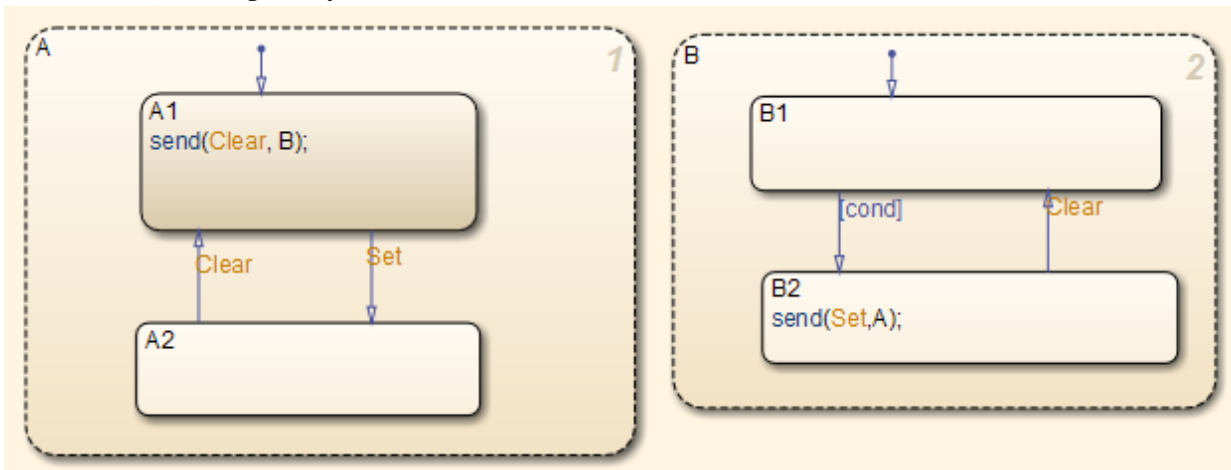 A
1
A1
send(Clear, B);
Clear
Set
A2
B
2
B1
[cond]
Clear
B2
send(Set,A);